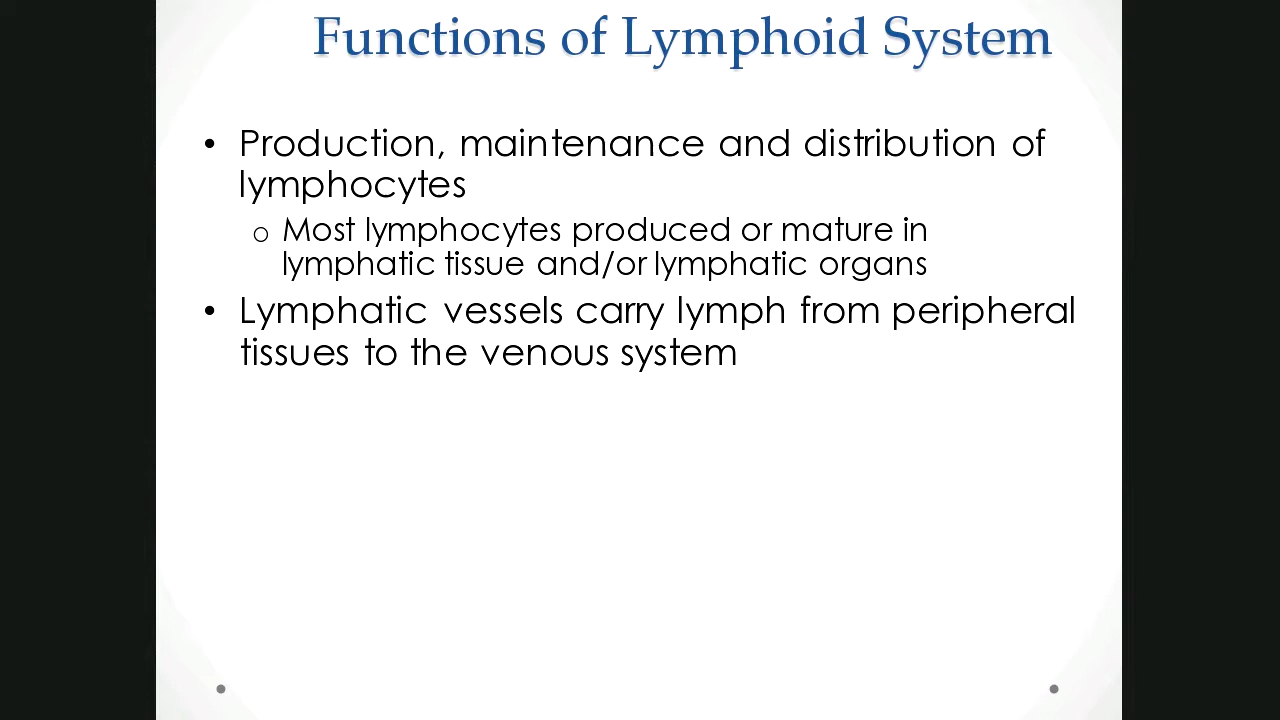 Functions of Lymphoid System
• Production, maintenance and distribution of
lymphocytes
o Most lymphocytes produced or mature in
lymphatic tissue and/or lymphatic organs
• Lymphatic vessels carry lymph from peripheral
tissues to the venous system